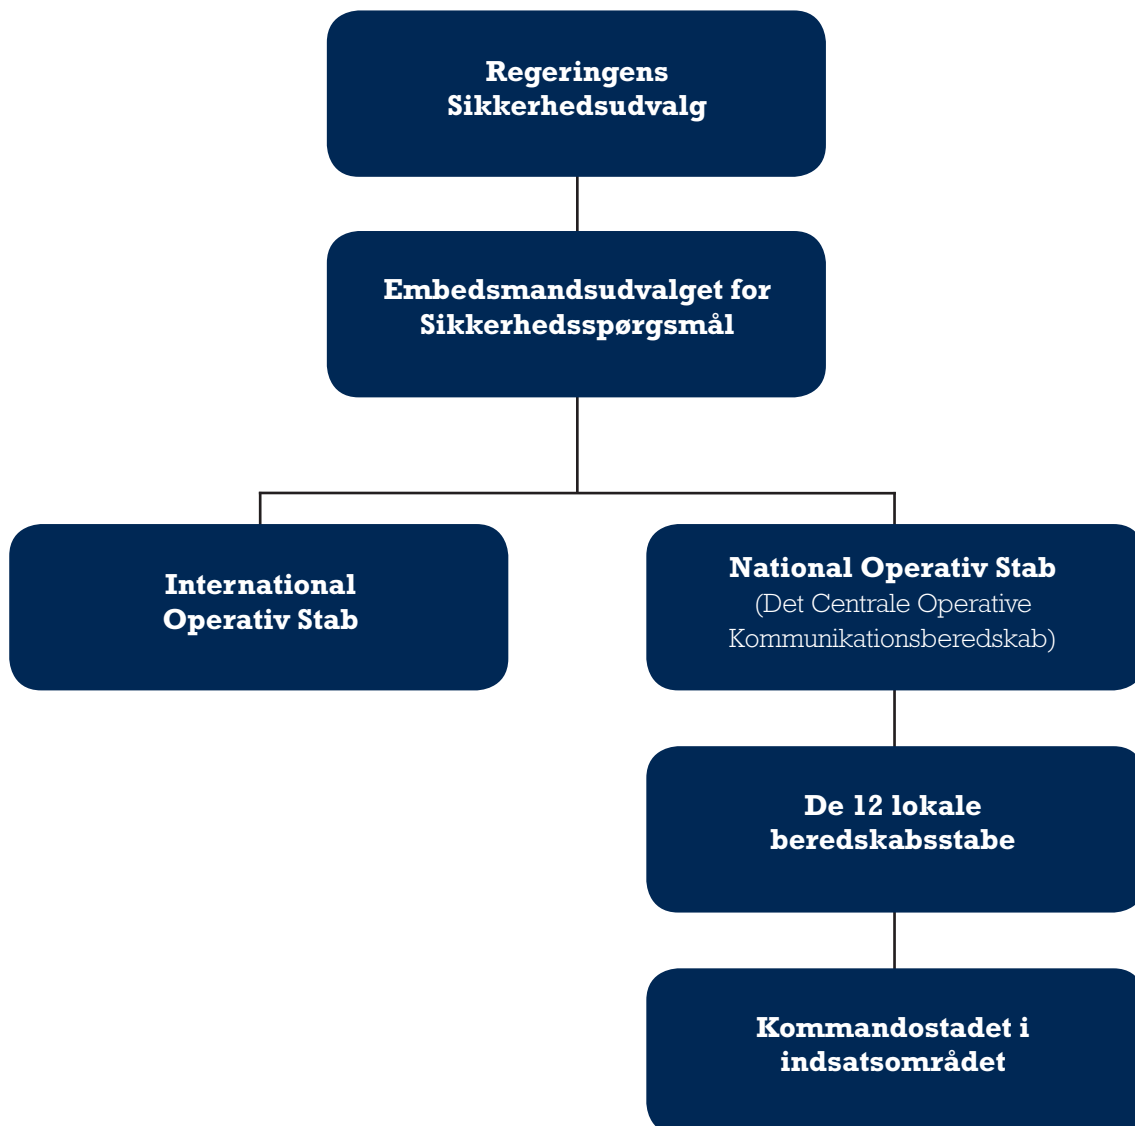 Regeringens
Sikkerhedsudvalg
Embedsmandsudvalget for
Sikkerhedsspørgsmål
International
Operativ Stab
National Operativ Stab
(Det Centrale Operative
Kommunikationsberedskab)
De 12 lokale
beredskabsstabe
Kommandostadet i
indsatsområdet